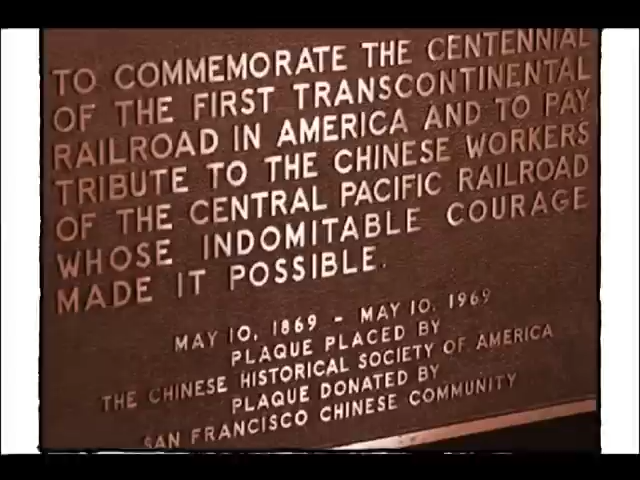 TO COMMEMORATE THE CENTENNIAL
OF THE FIRST TRANSCONTINENTAL
RAILROAD IN AMERICA AND TO PAY
TRIBUTE TO THE CHINESE WORKERS
OF THE CENTRAL PACIFIC RAILROAD
WHOSE INDOMITABLE COURAGE
MADE IT POSSIBLE.
MAY 10, 1869 - MAY 10, 1969
PLAQUE PLACED BY
THE CHINESE HISTORICAL SOCIETY OF AMERICA
PLAQUE DONATED BY
SAN FRANCISCO CHINESE COMMUNITY